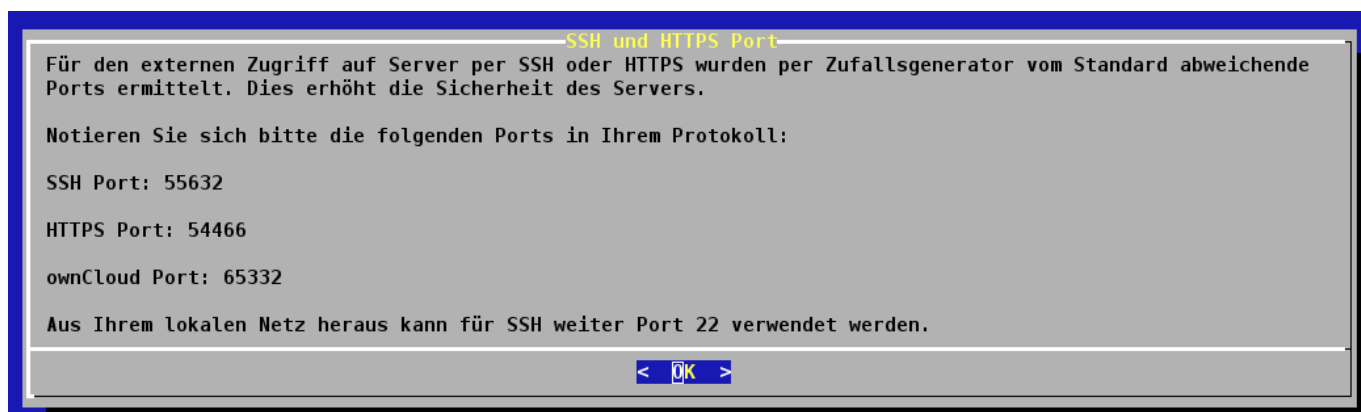 SSH und HTTPS Port
Für den externen Zugriff auf Server per SSH oder HTTPS wurden per Zufallsgenerator vom Standard abweichende
Ports ermittelt. Dies erhöht die Sicherheit des Servers.
Notieren Sie sich bitte die folgenden Ports in Ihrem Protokoll:
SSH Port: 55632
HTTPS Port: 54466
ownCloud Port: 65332
Aus Ihrem lokalen Netz heraus kann für SSH weiter Port 22 verwendet werden.
< OK >